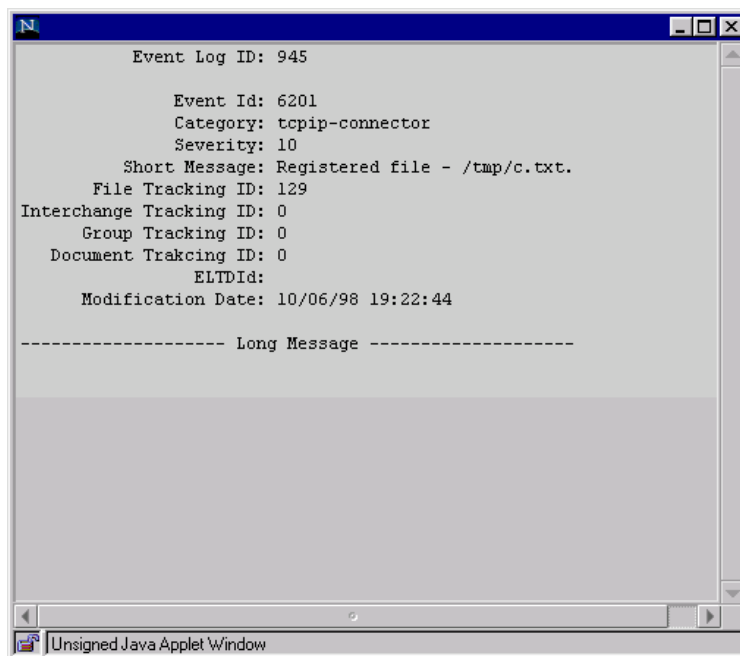 N
Event Log ID: 945
Event Id: 6201
Category: tcpip-connector
Severity: 10
Short Message: Registered file - /tmp/c.txt.
File Tracking ID: 129
Interchange Tracking ID: 0
Group Tracking ID: 0
Document Trakcing ID: 0
ELTDId:
Modification Date: 10/06/98 19:22:44
-------------------- Long Message --------------------
Unsigned Java Applet Window